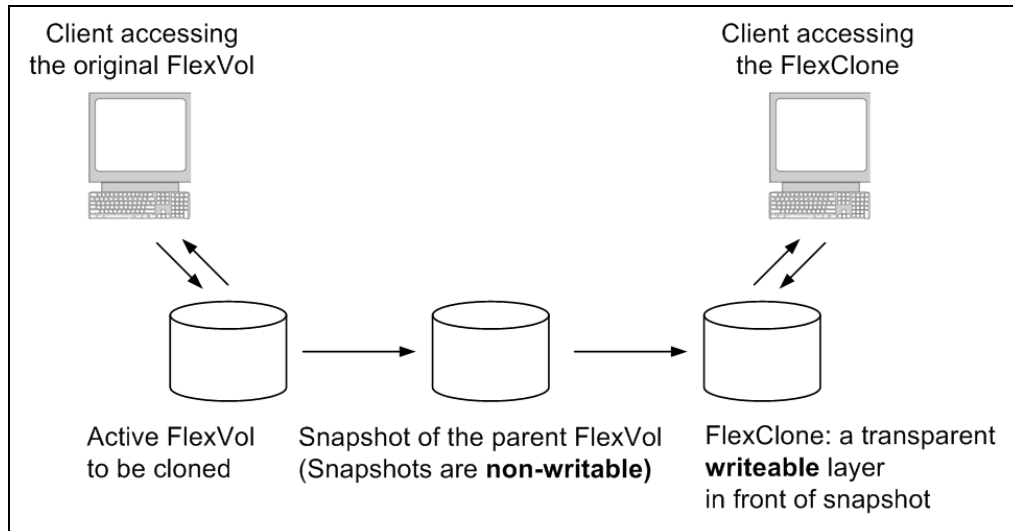 Client accessing
the original FlexVol
Client accessing
the FlexClone
Active FlexVol
to be cloned
Snapshot of the parent FlexVol
(Snapshots are non-writable)
FlexClone: a transparent
writeable layer
in front of snapshot